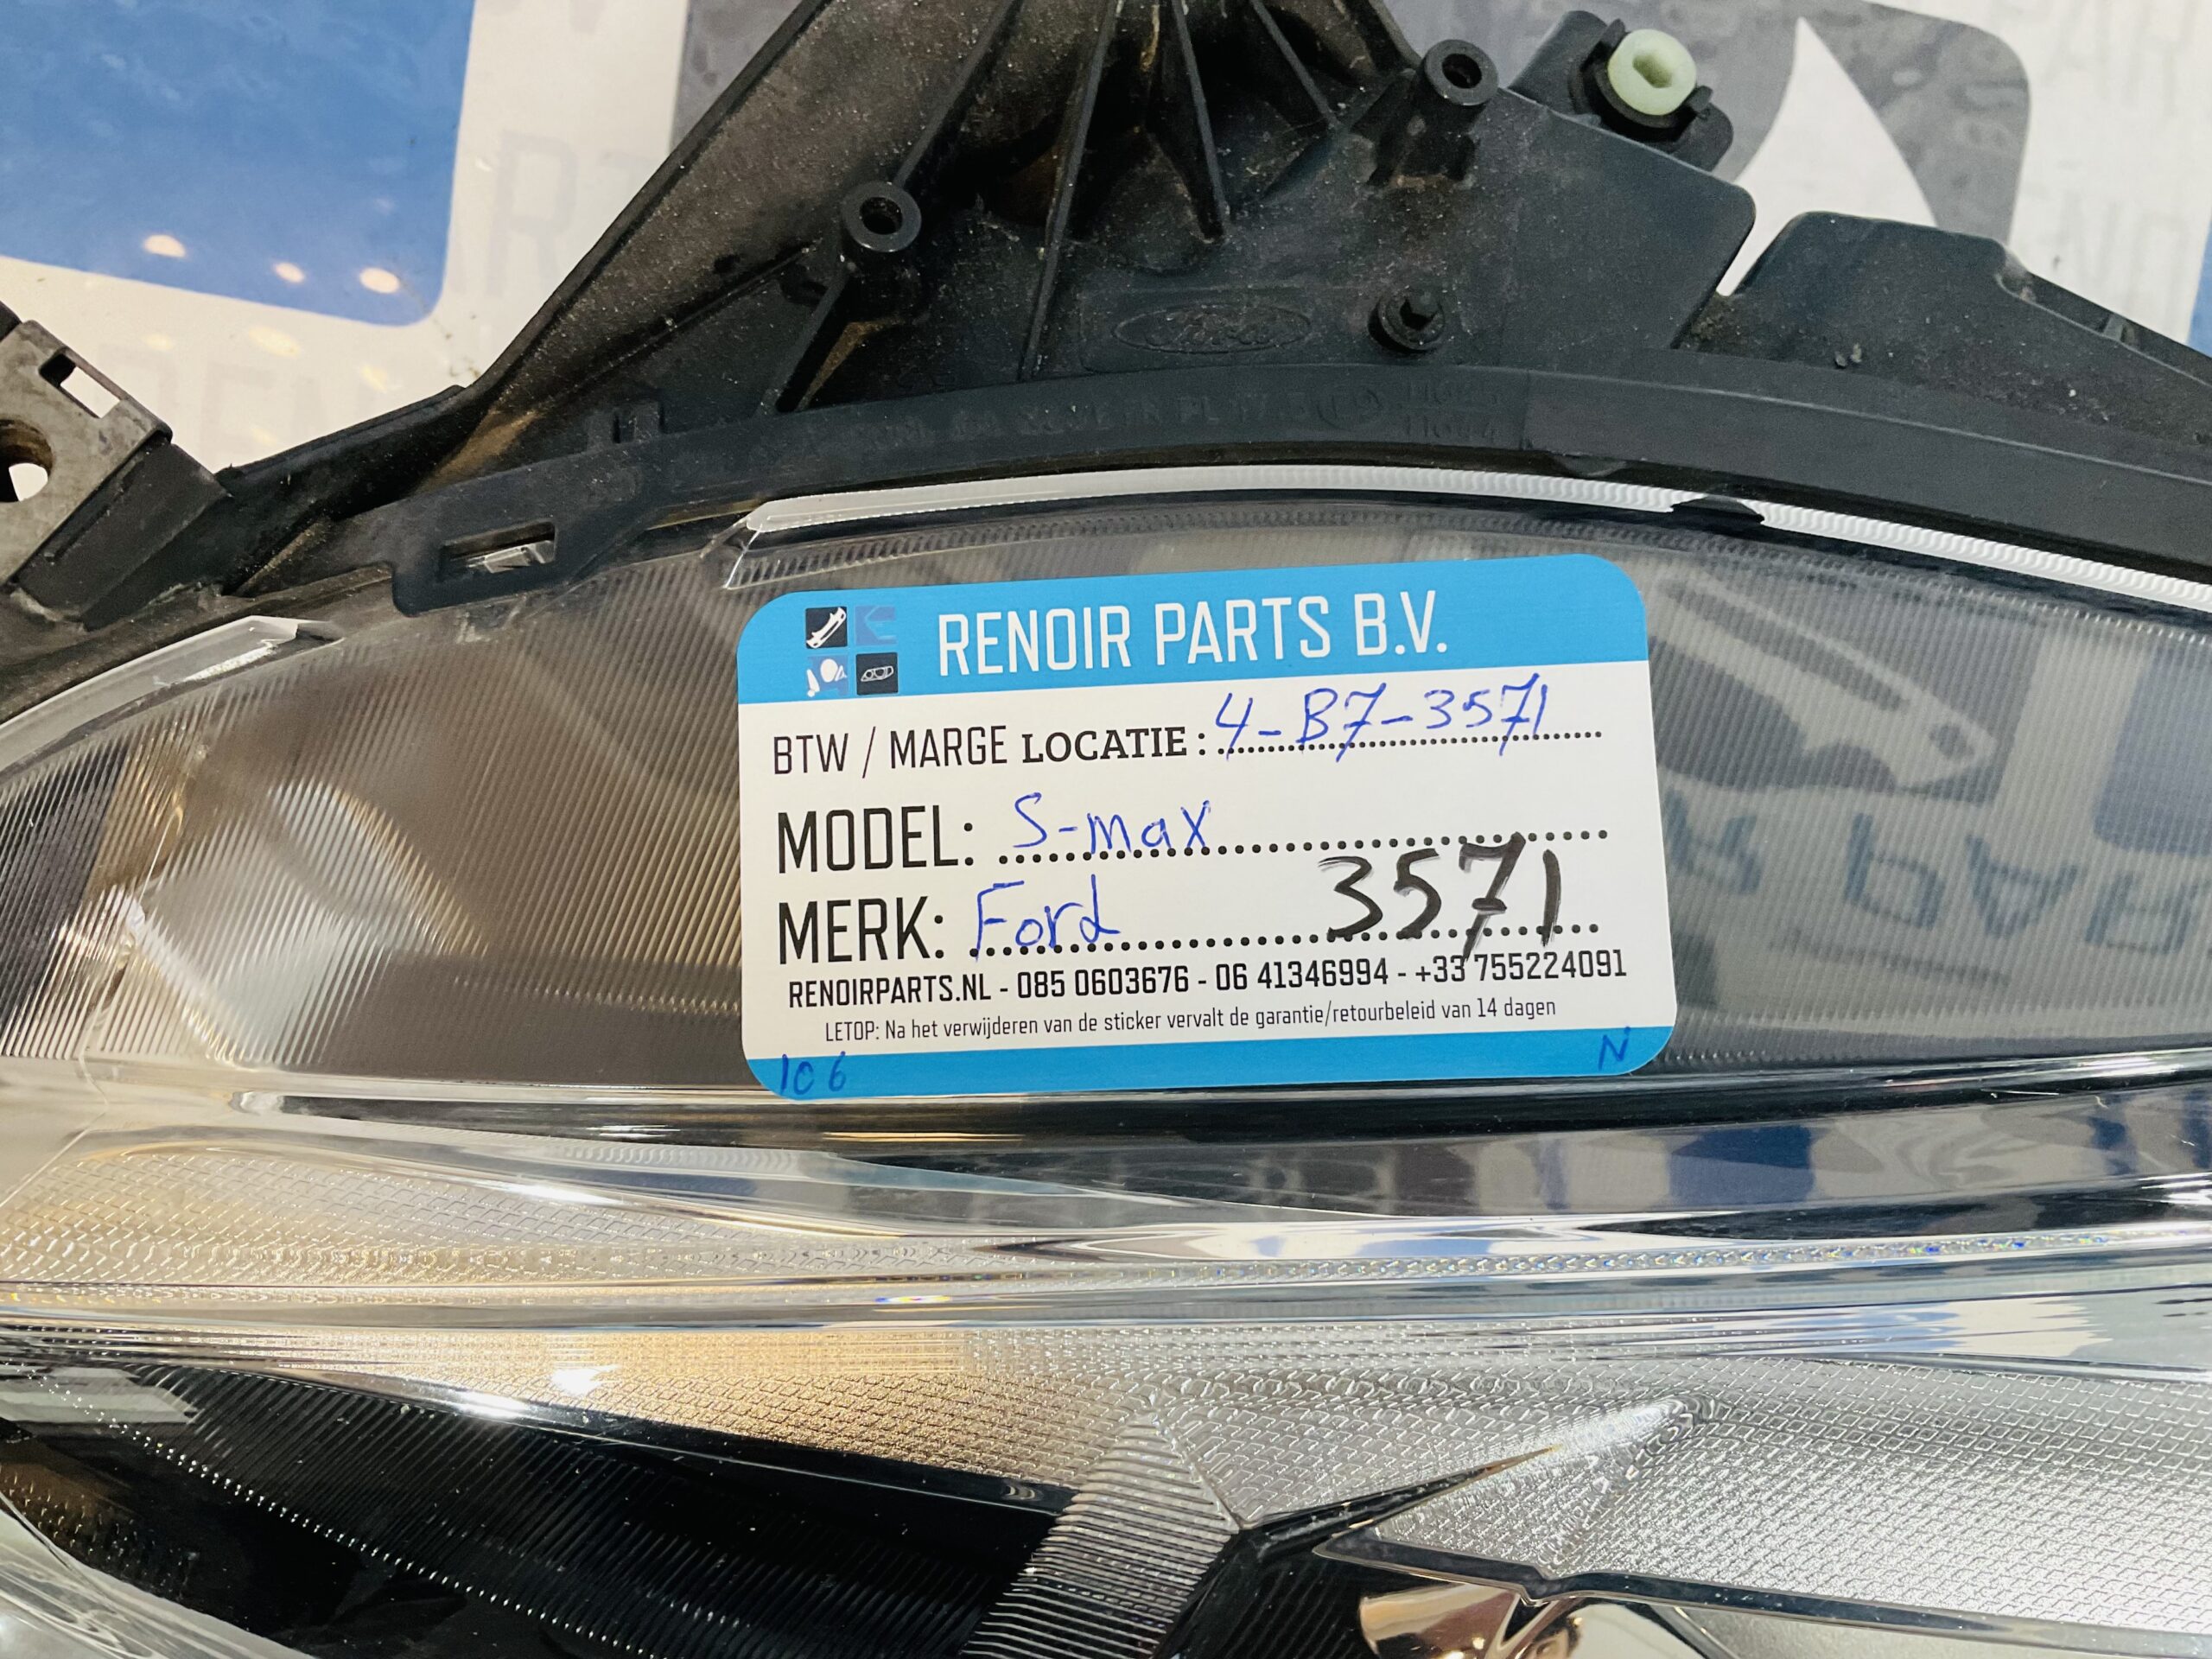 Ford
RENOIR PARTS B.V.
BTW / MARGE LOCATIE : 4-B7-3571
MODEL: S-max
MERK: Ford 3571
RENOIRPARTS.NL - 085 0603676 - 06 41346994 - +33 755224091
LETOP: Na het verwijderen van de sticker vervalt de garantie/retourbeleid van 14 dagen
106 N